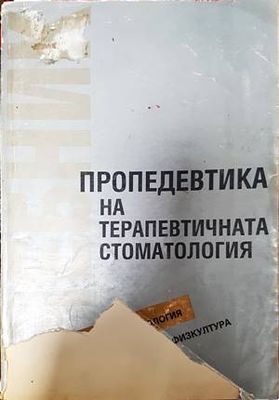 ПРОПЕДЕВТИКА
НА
ТЕРАПЕВТИЧНАТА
СТОМАТОЛОГИЯ
ФИЗКУЛТУРА